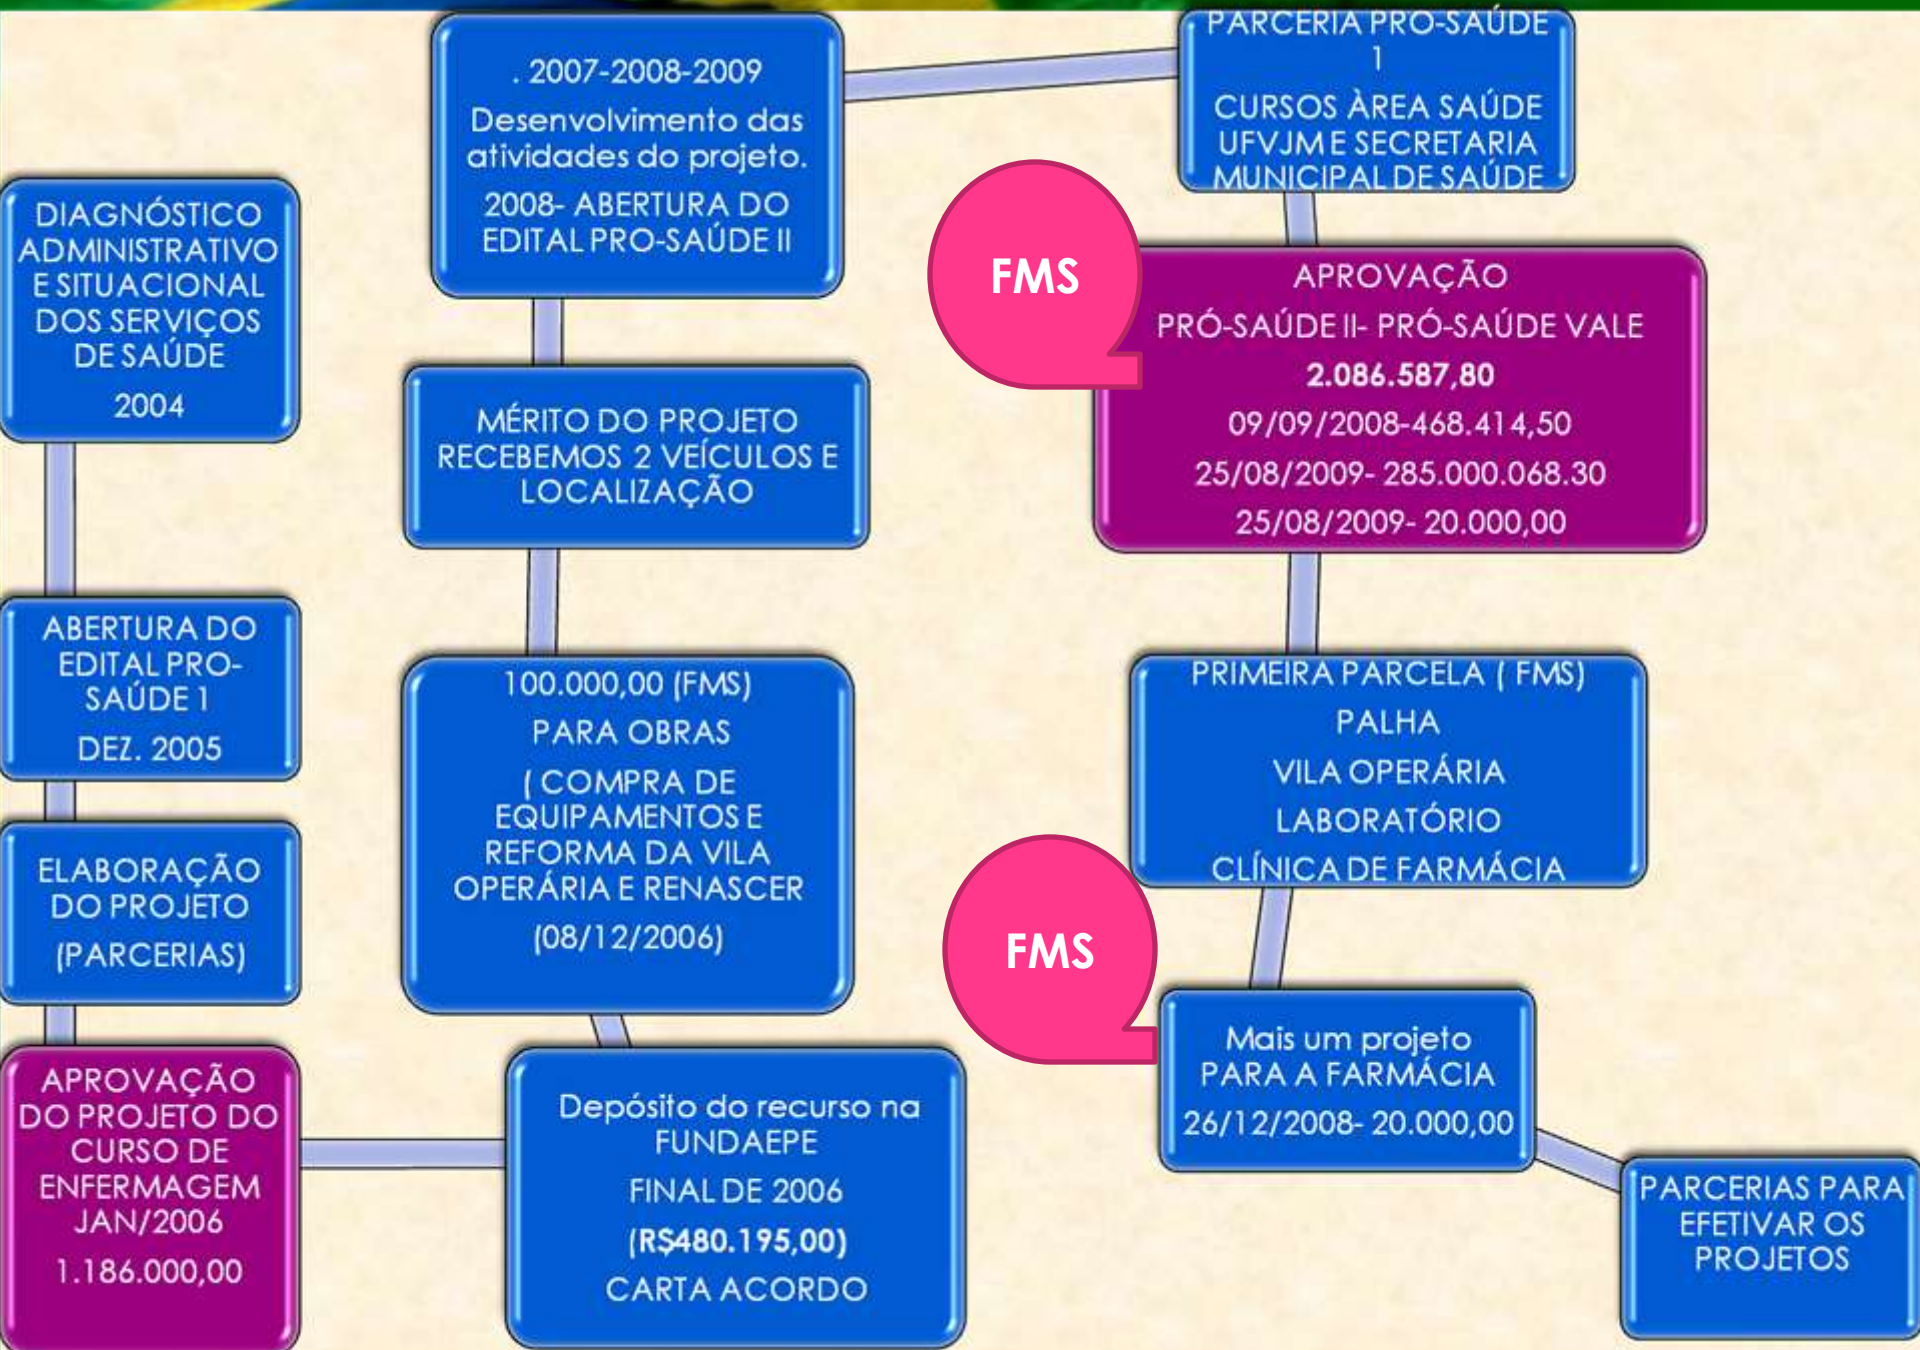 DIAGNÓSTICO
ADMINISTRATIVO
E SITUACIONAL
DOS SERVIÇOS
DE SAÚDE
2004
ABERTURA DO
EDITAL PRO-
SAÚDE 1
DEZ. 2005
ELABORAÇÃO
DO PROJETO
(PARCERIAS)
APROVAÇÃO
DO PROJETO DO
CURSO DE
ENFERMAGEM
JAN/2006
1.186.000,00
Depósito do recurso na
FUNDAEPE
FINAL DE 2006
(R$480.195,00)
CARTA ACORDO
100.000,00 (FMS)
PARA OBRAS
( COMPRA DE
EQUIPAMENTOS E
REFORMA DA VILA
OPERÁRIA E RENASCER
(08/12/2006)
MÉRITO DO PROJETO
RECEBEMOS 2 VEÍCULOS E
LOCALIZAÇÃO
. 2007-2008-2009
Desenvolvimento das
atividades do projeto.
2008- ABERTURA DO
EDITAL PRO-SAÚDE II
PARCERIA PRO-SAÚDE
1
CURSOS ÀREA SAÚDE
UFVJM E SECRETARIA
MUNICIPAL DE SAÚDE
FMS
APROVAÇÃO
PRÓ-SAÚDE II- PRÓ-SAÚDE VALE
2.086.587,80
09/09/2008-468.414,50
25/08/2009- 285.000.068.30
25/08/2009- 20.000,00
PRIMEIRA PARCELA ( FMS)
PALHA
VILA OPERÁRIA
LABORATÓRIO
CLÍNICA DE FARMÁCIA
FMS
Mais um projeto
PARA A FARMÁCIA
26/12/2008- 20.000,00
PARCERIAS PARA
EFETIVAR OS
PROJETOS